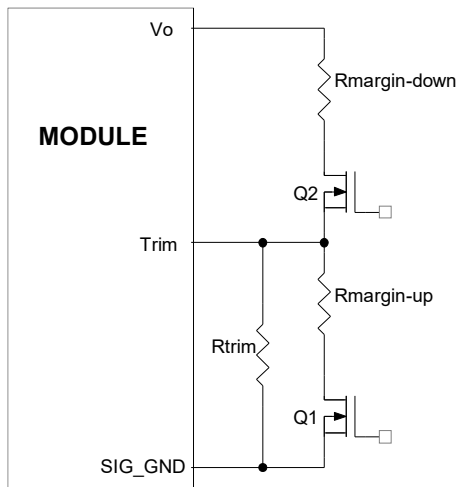 Vo
Rmargin-down
MODULE
Q2
Trim
Rmargin-up
Rtrim
Q1
SIG_GND